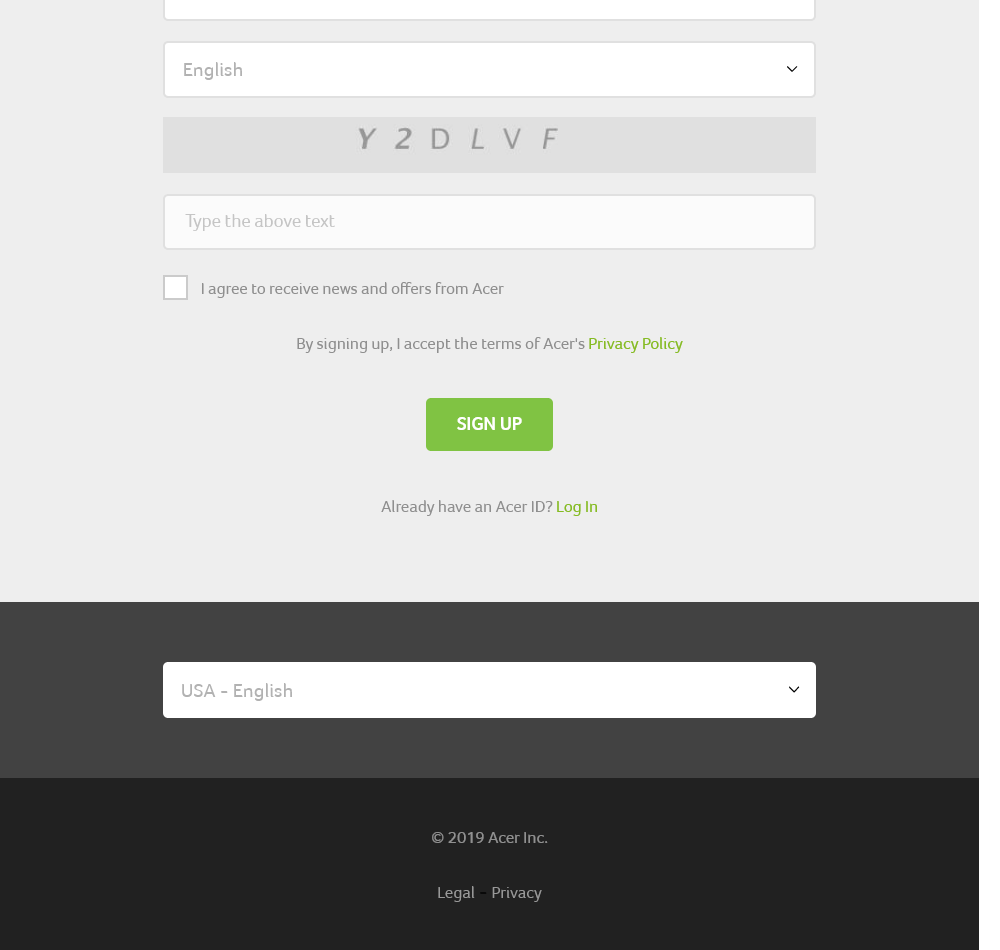 English
Y 2 D L V F
Type the above text
I agree to receive news and offers from Acer
By signing up, I accept the terms of Acer's Privacy Policy
SIGN UP
Already have an Acer ID? Log In
USA - English
© 2019 Acer Inc.
Legal - Privacy